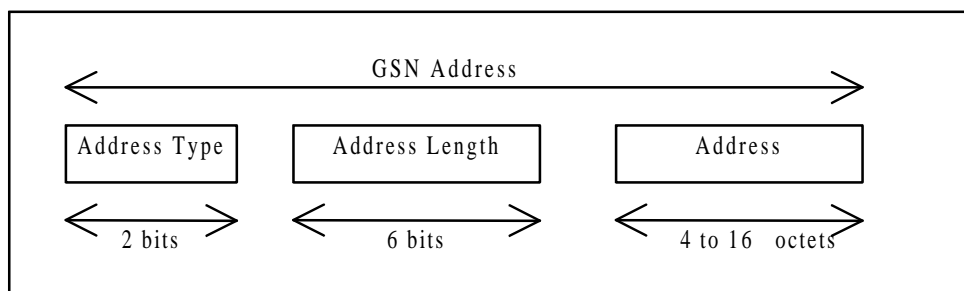 GSN Address
Address Type Address Length Address
2 bits 6 bits 4 to 16 octets